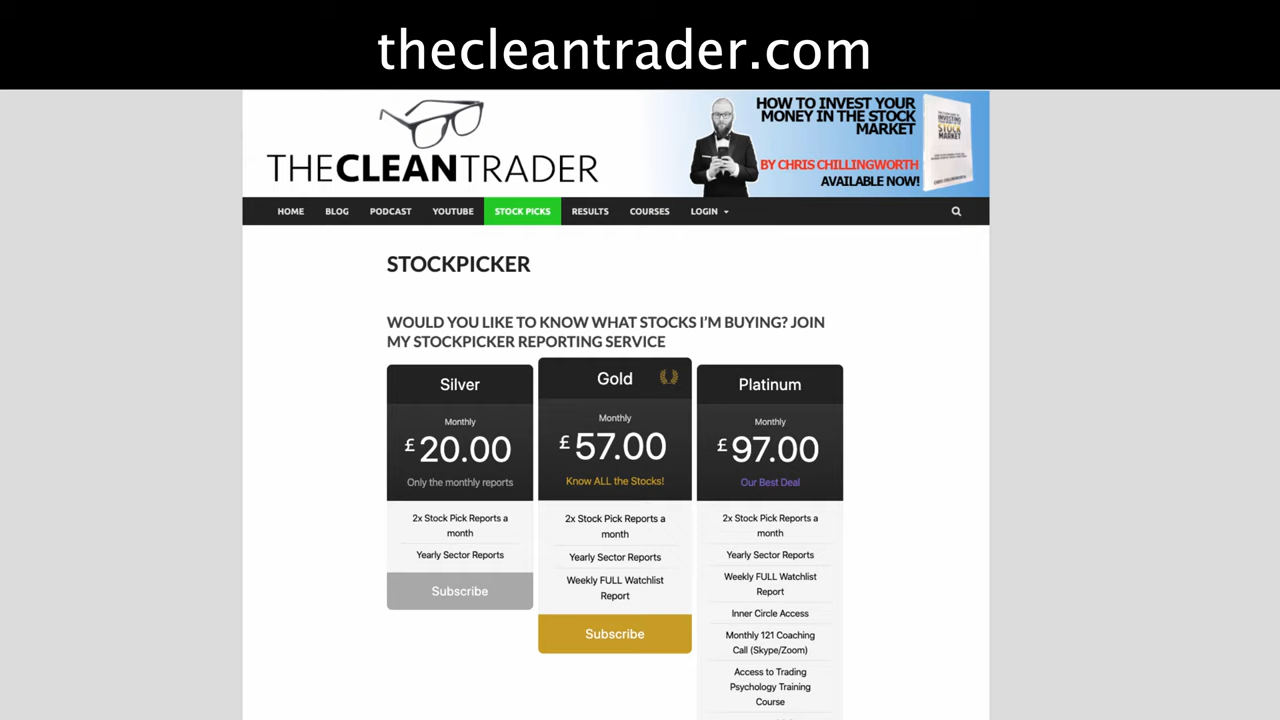 thecleantrader.com
THECLEANTRADER
HOW TO INVEST YOUR
MONEY IN THE STOCK
MARKET
BY CHRIS CHILLINGWORTH
AVAILABLE NOW!
INVESTING
STOCK
MARKET
CHRIS CHILLINGWORTH
HOME BLOG PODCAST YOUTUBE STOCK PICKS RESULTS COURSES LOGIN
STOCKPICKER
WOULD YOU LIKE TO KNOW WHAT STOCKS I'M BUYING? JOIN
MY STOCKPICKER REPORTING SERVICE
Silver
Monthly
£20.00
Only the monthly reports
2x Stock Pick Reports a
month
Yearly Sector Reports
Subscribe
Gold
Monthly
£57.00
Know ALL the Stocks!
2x Stock Pick Reports a
month
Yearly Sector Reports
Weekly FULL Watchlist
Report
Subscribe
Platinum
Monthly
£97.00
Our Best Deal
2x Stock Pick Reports a
month
Yearly Sector Reports
Weekly FULL Watchlist
Report
Inner Circle Access
Monthly 121 Coaching
Call (Skype/Zoom)
Access to Trading
Psychology Training
Course